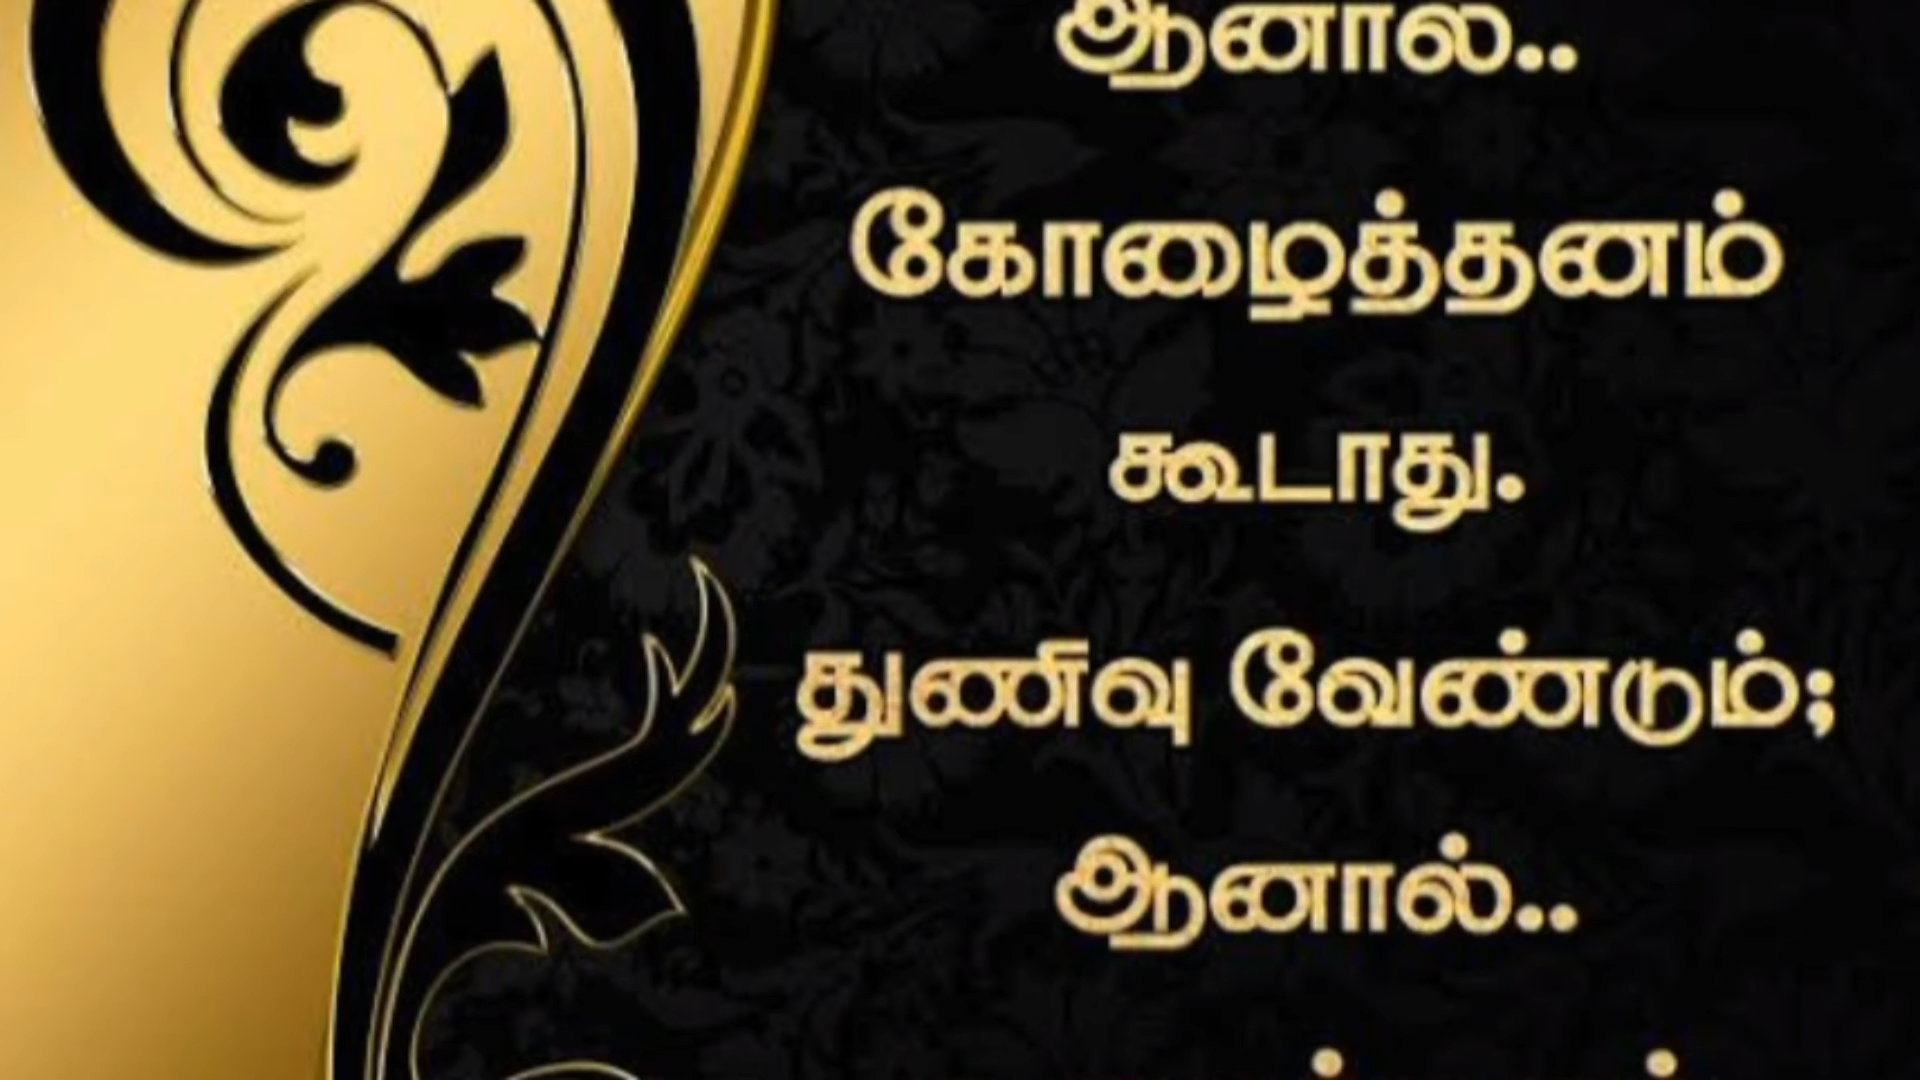 ஆனால்..
கோழைத்தனம்
கூடாது.
துணிவு வேண்டும்;
ஆனால்..